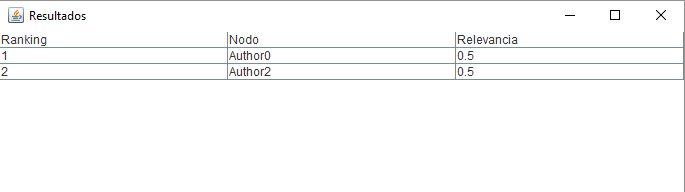 Resultados
Ranking Nodo Relevancia
1 Author0 0.5
2 Author2 0.5